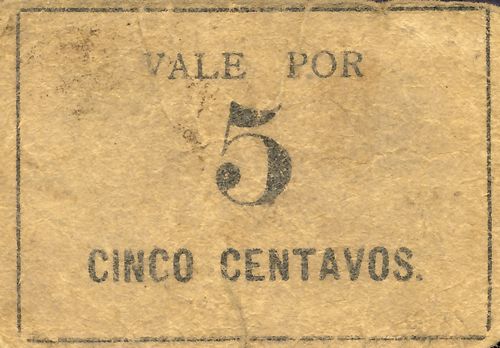 VALE POR
5
CINCO CENTAVOS.